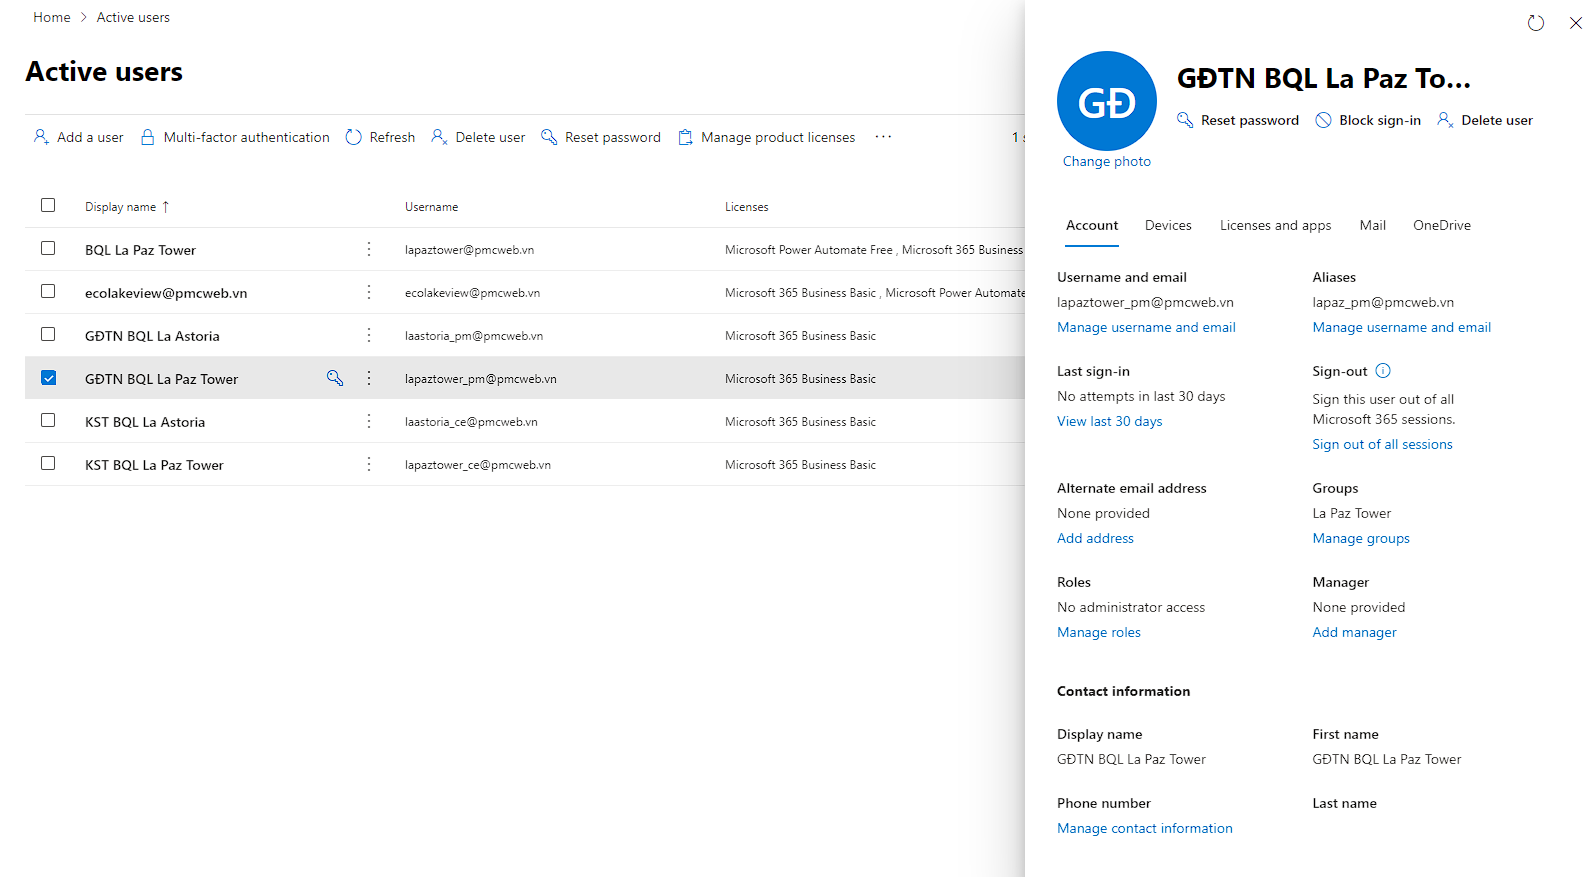 Home > Active users
Active users
Add a user Multi-factor authentication Refresh Delete user Reset password Manage product licenses ··· 1
Display name ↑ Username Licenses
BQL La Paz Tower lapaztower@pmcweb.vn Microsoft Power Automate Free , Microsoft 365 Business
ecolakeview@pmcweb.vn ecolakeview@pmcweb.vn Microsoft 365 Business Basic , Microsoft Power Automate
GĐTN BQL La Astoria laastoria_pm@pmcweb.vn Microsoft 365 Business Basic
GĐTN BQL La Paz Tower lapaztower_pm@pmcweb.vn Microsoft 365 Business Basic
KST BQL La Astoria laastoria_ce@pmcweb.vn Microsoft 365 Business Basic
KST BQL La Paz Tower lapaztower_ce@pmcweb.vn Microsoft 365 Business Basic
GĐ
GĐTN BQL La Paz To...
Reset password Block sign-in Delete user
Change photo
Account Devices Licenses and apps Mail OneDrive
Username and email
lapaztower_pm@pmcweb.vn
Manage username and email
Aliases
lapaz_pm@pmcweb.vn
Manage username and email
Last sign-in
No attempts in last 30 days
View last 30 days
Sign-out
Sign this user out of all
Microsoft 365 sessions.
Sign out of all sessions
Alternate email address
None provided
Add address
Groups
La Paz Tower
Manage groups
Roles
No administrator access
Manage roles
Manager
None provided
Add manager
Contact information
Display name
GĐTN BQL La Paz Tower
First name
GĐTN BQL La Paz Tower
Phone number
Manage contact information
Last name